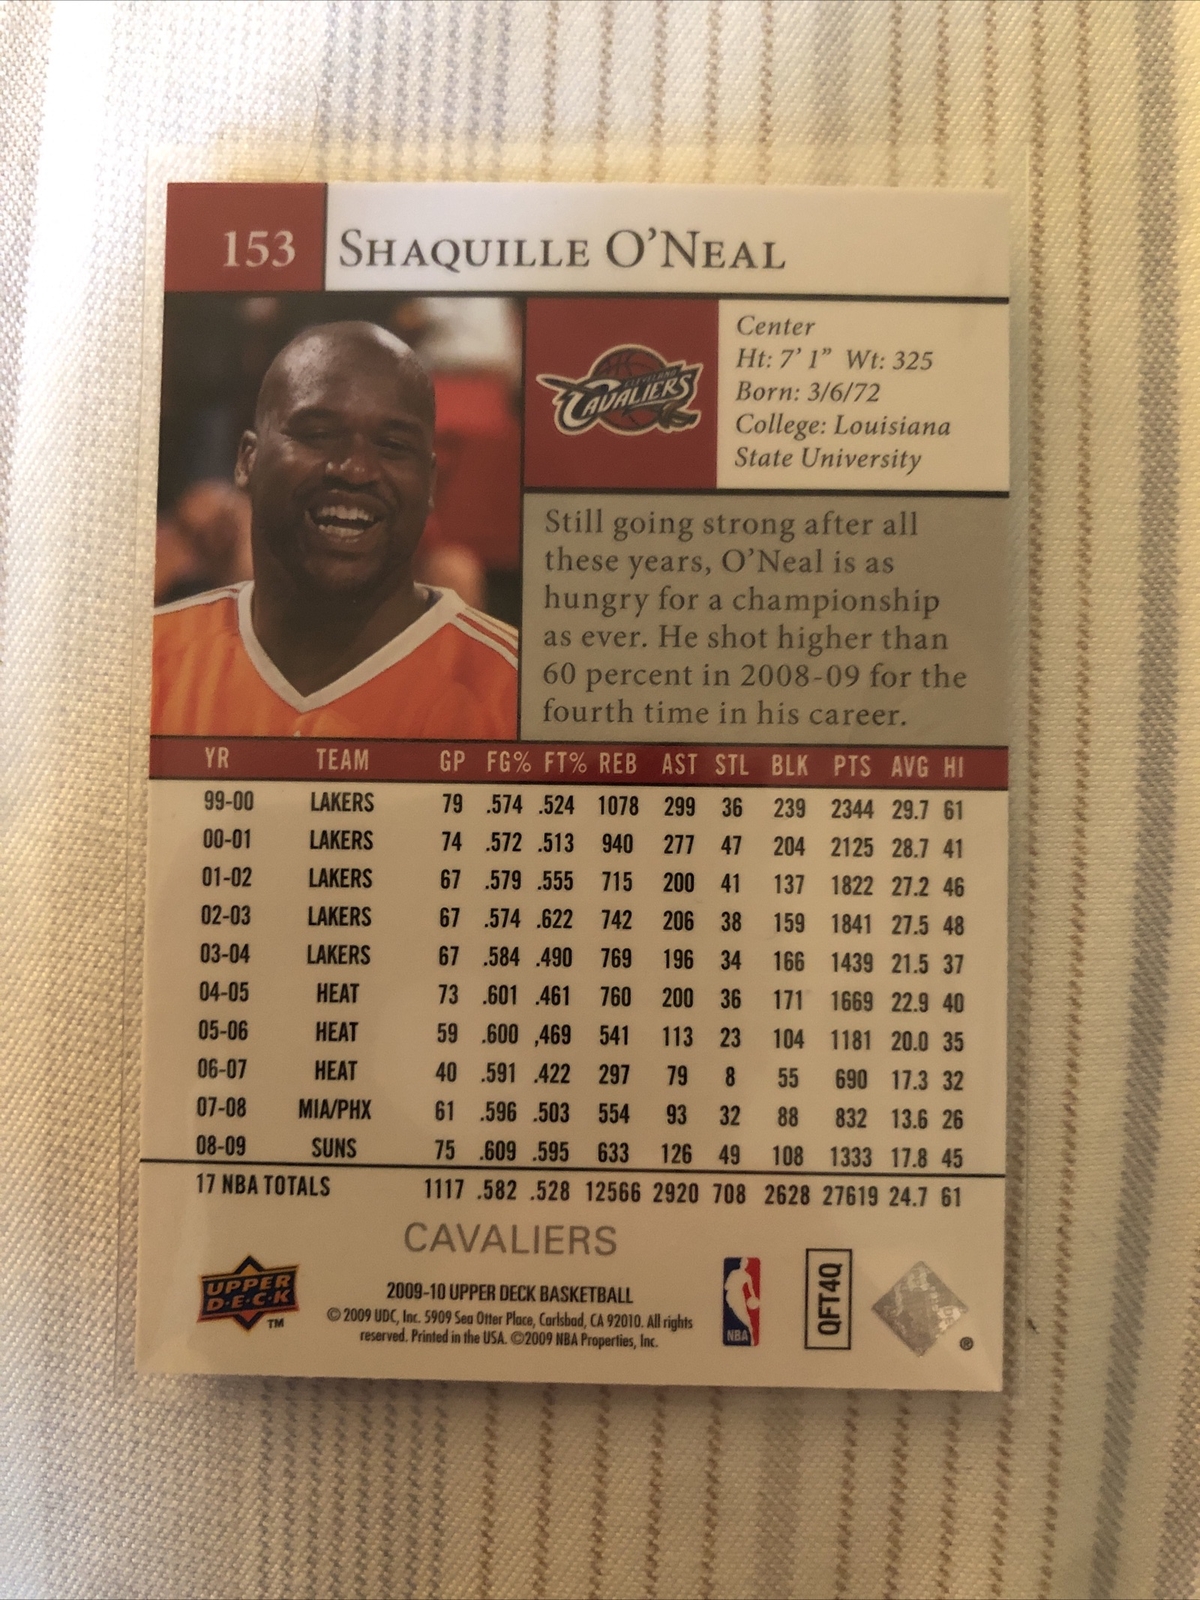 153 SHAQUILLE O'NEAL
CLEVELAND
CAVALIERS
Center
Ht: 7' 1" Wt: 325
Born: 3/6/72
College: Louisiana
State University
Still going strong after all
these years, O'Neal is as
hungry for a championship
as ever. He shot higher than
60 percent in 2008-09 for the
fourth time in his career.
YR TEAM GP FG% FT% REB AST STL BLK PTS AVG HI
99-00 LAKERS 79 .574 .524 1078 299 36 239 2344 29.7 61
00-01 LAKERS 74 .572 .513 940 277 47 204 2125 28.7 41
01-02 LAKERS 67 .579 .555 715 200 41 137 1822 27.2 46
02-03 LAKERS 67 .574 .622 742 206 38 159 1841 27.5 48
03-04 LAKERS 67 .584 .490 769 196 34 166 1439 21.5 37
04-05 HEAT 73 .601 .461 760 200 36 171 1669 22.9 40
05-06 HEAT 59 .600 ,469 541 113 23 104 1181 20.0 35
06-07 HEAT 40 .591 .422 297 79 8 55 690 17.3 32
07-08 MIA/PHX 61 .596 .503 554 93 32 88 832 13.6 26
08-09 SUNS 75 .609 .595 633 126 49 108 1333 17.8 45
17 NBA TOTALS 1117 .582 .528 12566 2920 708 2628 27619 24.7 61
CAVALIERS
UPPER
D·E·C·K
TM
2009-10 UPPER DECK BASKETBALL
© 2009 UDC, Inc. 5909 Sea Otter Place, Carlsbad, CA 92010. All rights
reserved. Printed in the USA. ©2009 NBA Properties, Inc.
NBA
QFT4Q
®